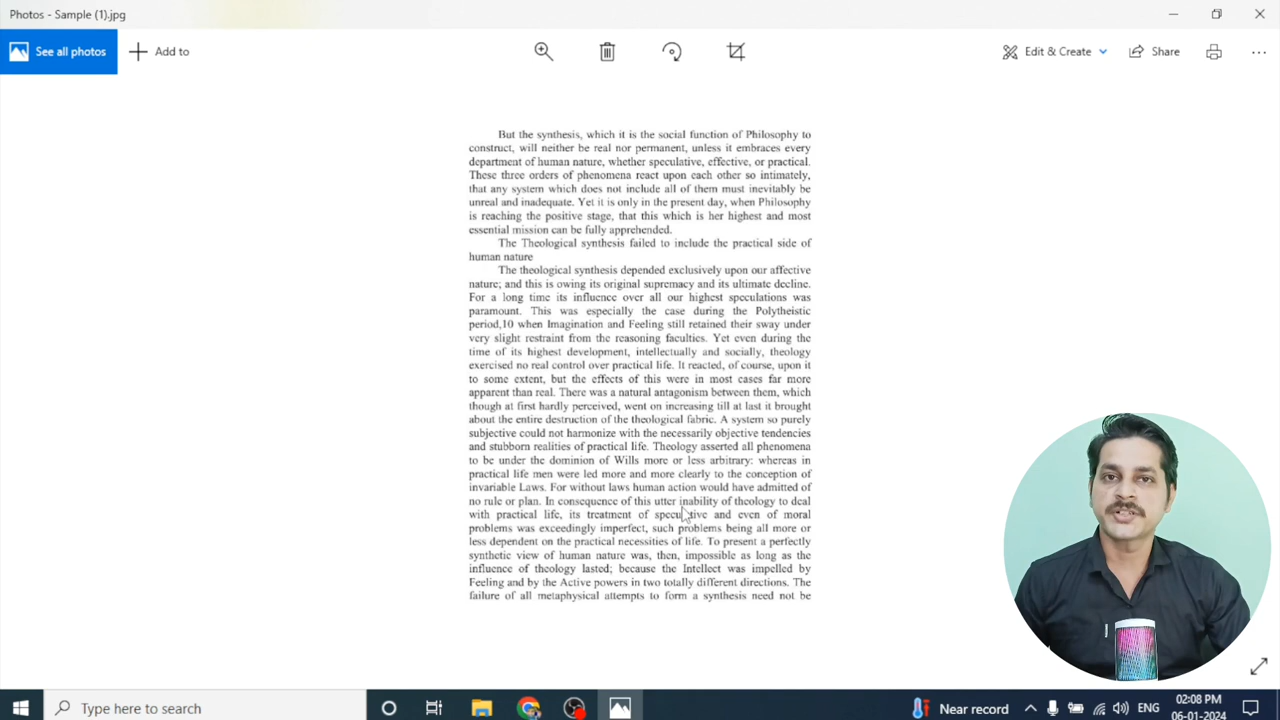 Photos - Sample (1).jpg
See all photos
Add to
Edit & Create
Share
But the synthesis, which it is the social function of Philosophy to
construct, will neither be real nor permanent, unless it embraces every
department of human nature, whether speculative, effective, or practical.
These three orders of phenomena react upon each other so intimately,
that any system which does not include all of them must inevitably be
unreal and inadequate. Yet it is only in the present day, when Philosophy
is reaching the positive stage, that this which is her highest and most
essential mission can be fully apprehended.
The Theological synthesis failed to include the practical side of
human nature
The theological synthesis depended exclusively upon our affective
nature; and this is owing its original supremacy and its ultimate decline.
For a long time its influence over all our highest speculations was
paramount. This was especially the case during the Polytheistic
period,10 when Imagination and Feeling still retained their sway under
very slight restraint from the reasoning faculties. Yet even during the
time of its highest development, intellectually and socially, theology
exercised no real control over practical life. It reacted, of course, upon it
to some extent, but the effects of this were in most cases far more
apparent than real. There was a natural antagonism between them, which
though at first hardly perceived, went on increasing till at last it brought
about the entire destruction of the theological fabric. A system so purely
subjective could not harmonize with the necessarily objective tendencies
and stubborn realities of practical life. Theology asserted all phenomena
to be under the dominion of Wills more or less arbitrary: whereas in
practical life men were led more and more clearly to the conception of
invariable Laws. For without laws human action would have admitted of
no rule or plan. In consequence of this utter inability of theology to deal
with practical life, its treatment of speculative and even of moral
problems was exceedingly imperfect, such problems being all more or
less dependent on the practical necessities of life. To present a perfectly
synthetic view of human nature was, then, impossible as long as the
influence of theology lasted; because the Intellect was impelled by
Feeling and by the Active powers in two totally different directions. The
failure of all metaphysical attempts to form a synthesis need not be
Type here to search
Near record
ENG
02:08 PM
06-01-2024